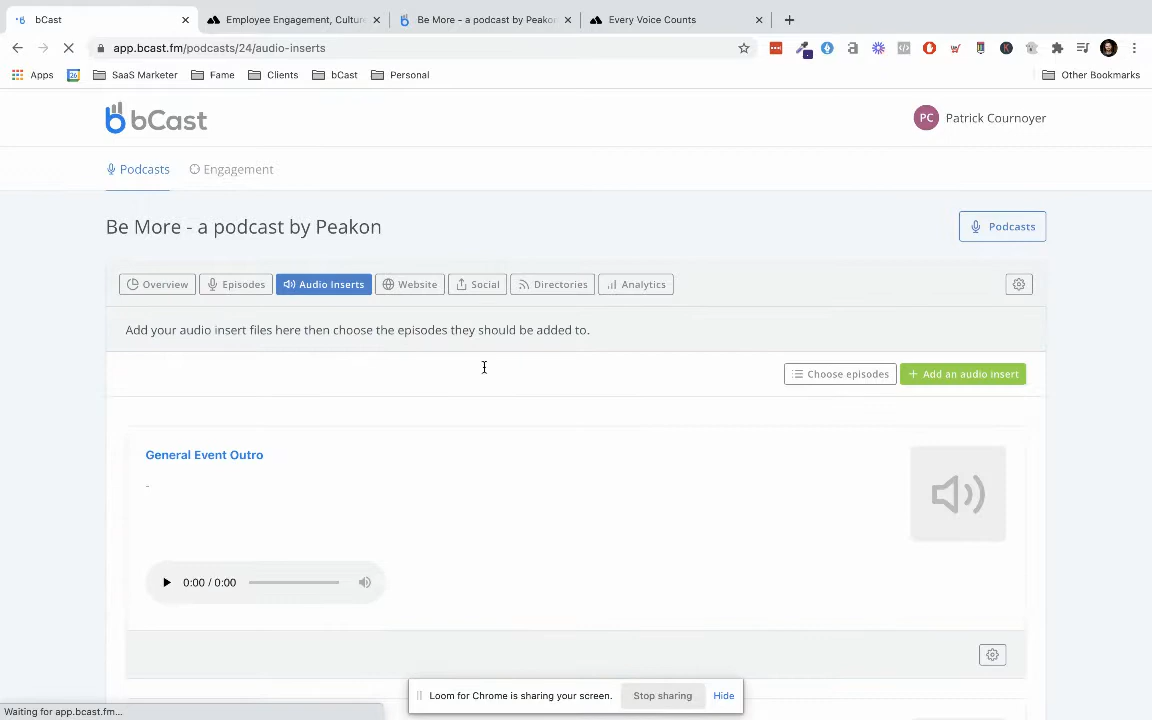 bCast
Employee Engagement, Culture
Be More - a podcast by Peakon
Every Voice Counts
app.bcast.fm/podcasts/24/audio-inserts
Apps
26
SaaS Marketer
Fame
Clients
bCast
Personal
Other Bookmarks
bCast
PC
Patrick Cournoyer
Podcasts
Engagement
Be More - a podcast by Peakon
Podcasts
Overview
Episodes
Audio Inserts
Website
Social
Directories
Analytics
Add your audio insert files here then choose the episodes they should be added to.
Choose episodes
+ Add an audio insert
General Event Outro
-
0:00 / 0:00
Loom for Chrome is sharing your screen.
Stop sharing
Hide
Waiting for app.bcast.fm...